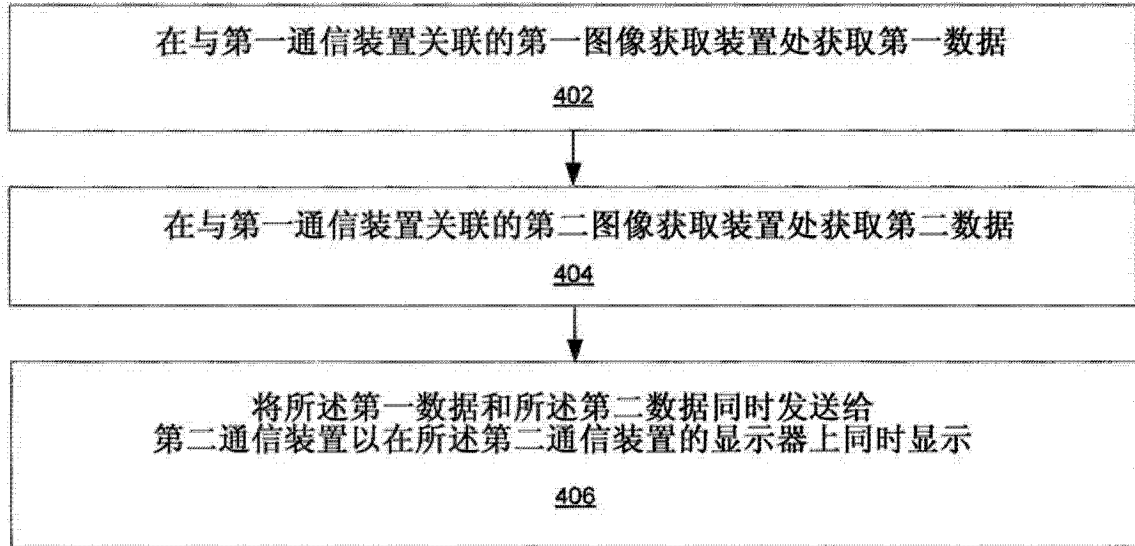 在与第一通信装置关联的第一图像获取装置处获取第一数据
402
在与第一通信装置关联的第二图像获取装置处获取第二数据
404
将所述第一数据和所述第二数据同时发送给
第二通信装置以在所述第二通信装置的显示器上同时显示
406